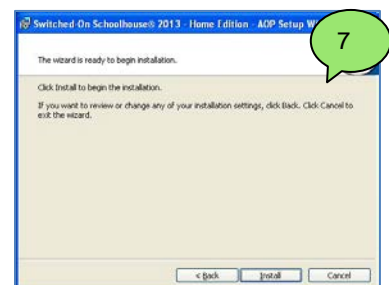 Switched-On Schoolhouse® 2013 - Home Edition - AOP Setup
7
The wizard is ready to begin installation.
Click Install to begin the installation.
If you want to review or change any of your installation settings, click Back. Click Cancel to
exit the wizard.
< Back
Install
Cancel